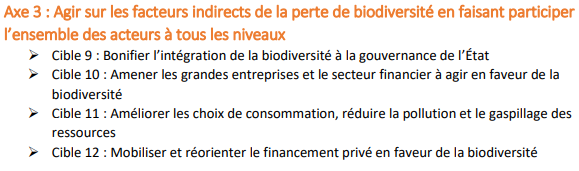 Axe 3 : Agir sur les facteurs indirects de la perte de biodiversité en faisant participer
l’ensemble des acteurs à tous les niveaux
➢ Cible 9 : Bonifier l’intégration de la biodiversité à la gouvernance de l’État
➢ Cible 10 : Amener les grandes entreprises et le secteur financier à agir en faveur de la
biodiversité
➢ Cible 11 : Améliorer les choix de consommation, réduire la pollution et le gaspillage des
ressources
➢ Cible 12 : Mobiliser et réorienter le financement privé en faveur de la biodiversité